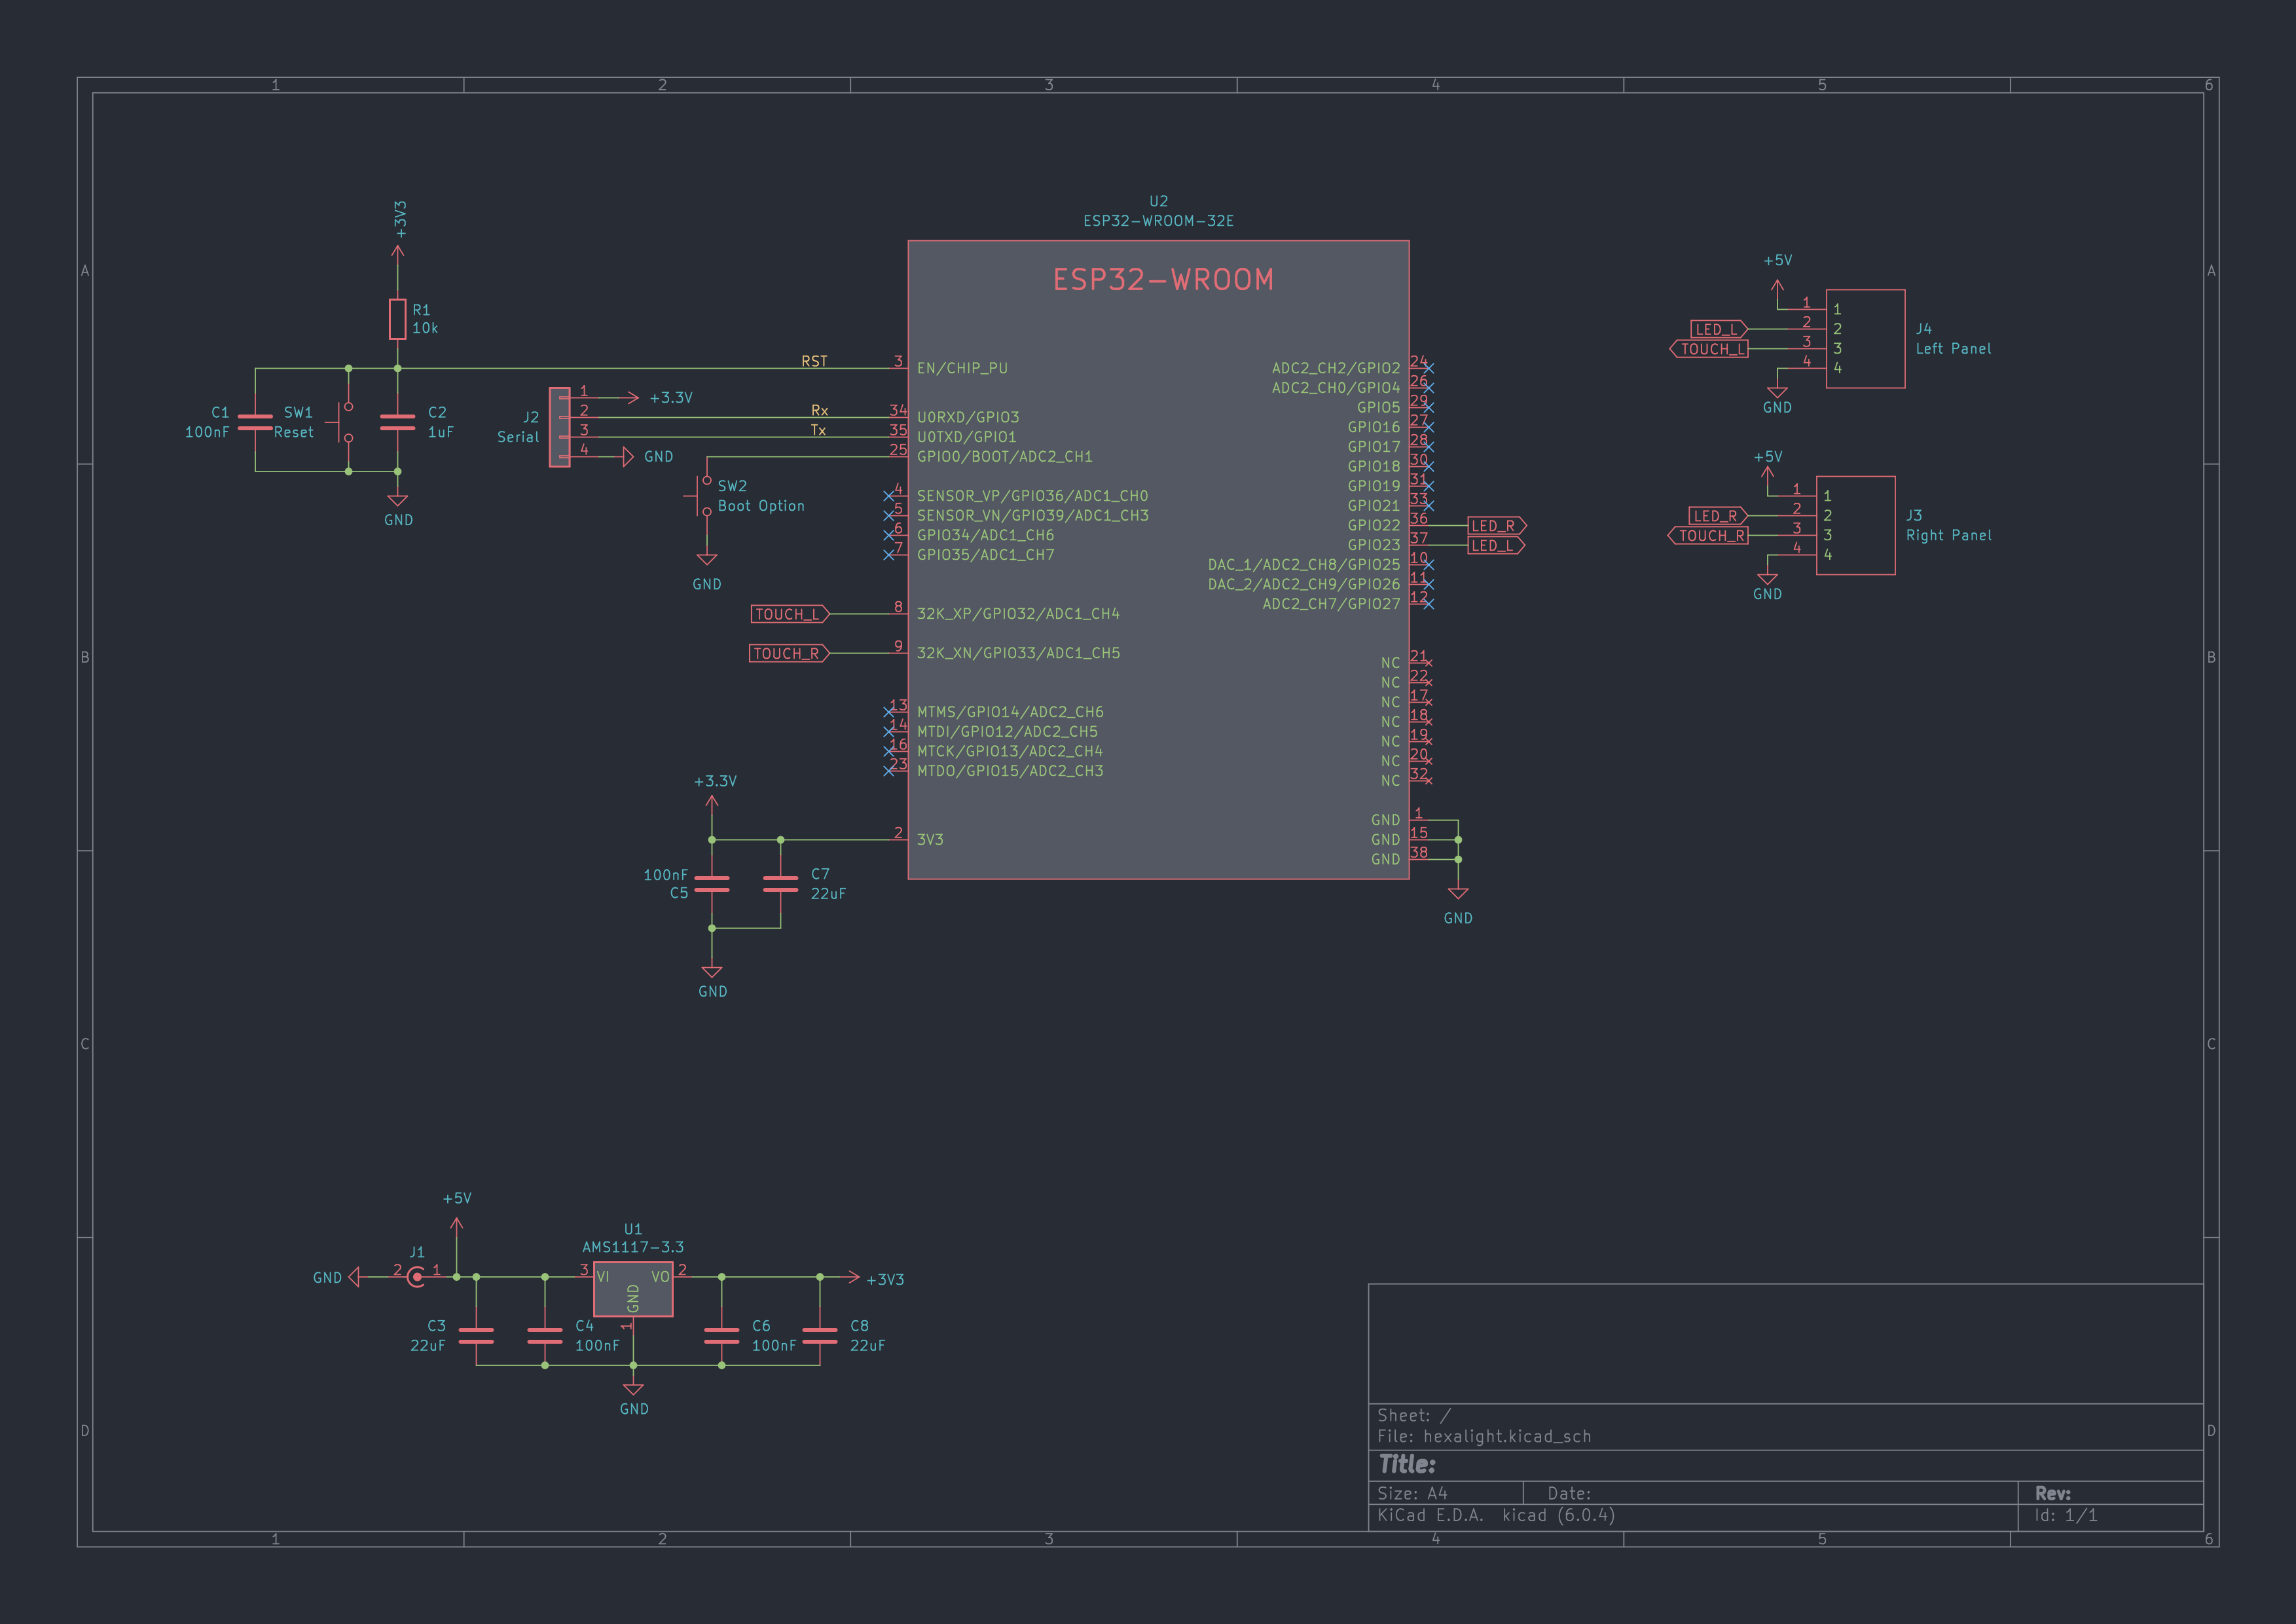 1 2 3 4 5 6
A
B
C
D
A
B
C
D
1 2 3 4 5 6
+3V3
R1
10k
C1
100nF
SW1
Reset
C2
1uF
GND
RST
J2
Serial
1
2
3
4
+3.3V
GND
Rx
Tx
SW2
Boot Option
GND
TOUCH_L
TOUCH_R
U2
ESP32-WROOM-32E
ESP32-WROOM
3 EN/CHIP_PU
34 U0RXD/GPIO3
35 U0TXD/GPIO1
25 GPIO0/BOOT/ADC2_CH1
4 SENSOR_VP/GPIO36/ADC1_CH0
5 SENSOR_VN/GPIO39/ADC1_CH3
6 GPIO34/ADC1_CH6
7 GPIO35/ADC1_CH7
8 32K_XP/GPIO32/ADC1_CH4
9 32K_XN/GPIO33/ADC1_CH5
13 MTMS/GPIO14/ADC2_CH6
14 MTDI/GPIO12/ADC2_CH5
16 MTCK/GPIO13/ADC2_CH4
23 MTDO/GPIO15/ADC2_CH3
2 3V3
ADC2_CH2/GPIO2 24
ADC2_CH0/GPIO4 26
GPIO5 29
GPIO16 27
GPIO17 28
GPIO18 30
GPIO19 31
GPIO21 33
GPIO22 36 LED_R
GPIO23 37 LED_L
DAC_1/ADC2_CH8/GPIO25 10
DAC_2/ADC2_CH9/GPIO26 11
ADC2_CH7/GPIO27 12
NC 21
NC 22
NC 17
NC 18
NC 19
NC 20
NC 32
GND 1
GND 15
GND 38
GND
+5V
1 1
LED_L 2 2
TOUCH_L 3 3
4 4
GND
J4
Left Panel
+5V
1 1
LED_R 2 2
TOUCH_R 3 3
4 4
GND
J3
Right Panel
+3.3V
100nF
C5
C7
22uF
GND
+5V
J1
GND 2 1
U1
AMS1117-3.3
3 VI VO 2
GND
1
+3V3
C3
22uF
C4
100nF
C6
100nF
C8
22uF
GND
Sheet: /
File: hexalight.kicad_sch
Title:
Size: A4 Date: Rev:
KiCad E.D.A. kicad (6.0.4) Id: 1/1